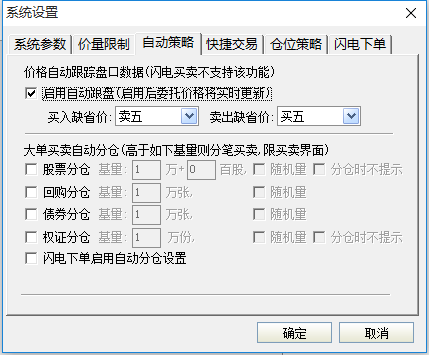 系统设置
系统参数 价量限制 自动策略 快捷交易 仓位策略 闪电下单
价格自动跟踪盘口数据(闪电买卖不支持该功能)
启用自动跟盘(启用后委托价格将实时更新)
买入缺省价: 卖五 卖出缺省价: 买五
大单买卖自动分仓(高于如下基量则分笔买卖,限买卖界面)
股票分仓 基量: 1 万+ 0 百股, 随机量 分仓时不提示
回购分仓 基量: 1 万张, 随机量
债券分仓 基量: 1 万张, 随机量
权证分仓 基量: 1 万份, 随机量 分仓时不提示
闪电下单启用自动分仓设置
确定 取消